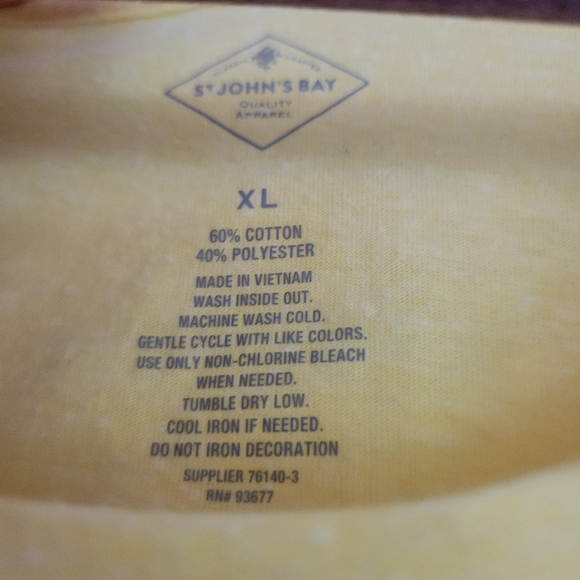 St JOHN'S BAY
QUALITY
APPAREL
XL
60% COTTON
40% POLYESTER
MADE IN VIETNAM
WASH INSIDE OUT.
MACHINE WASH COLD.
GENTLE CYCLE WITH LIKE COLORS.
USE ONLY NON-CHLORINE BLEACH
WHEN NEEDED.
TUMBLE DRY LOW.
COOL IRON IF NEEDED.
DO NOT IRON DECORATION
SUPPLIER 76140-3
RN# 93677